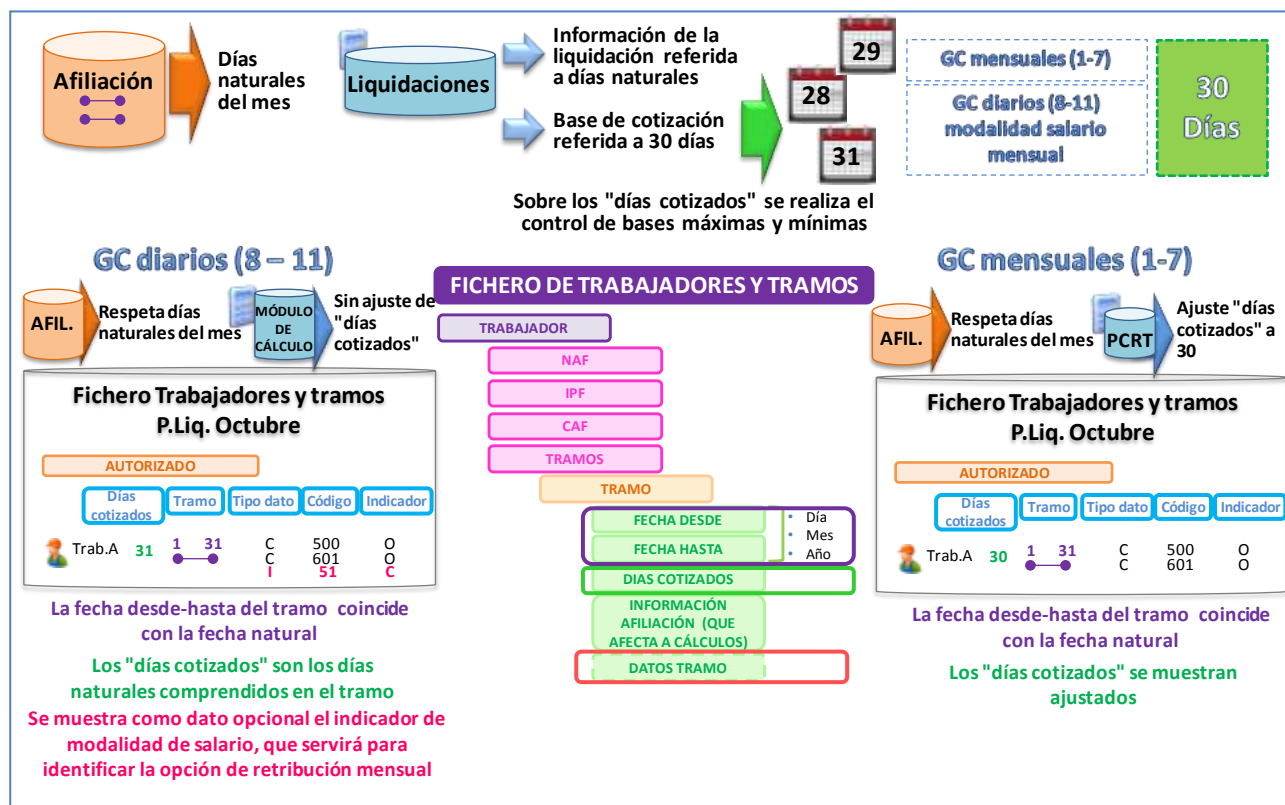 Afiliación
Días
naturales
del mes
Liquidaciones
Información de la
liquidación referida
a días naturales
Base de cotización
referida a 30 días
29
28
31
Sobre los "días cotizados" se realiza el
control de bases máximas y mínimas
GC mensuales (1-7)
GC diarios (8-11)
modalidad salario
mensual
30
Días
GC diarios (8 – 11)
AFIL.
Respeta días
naturales del mes
MÓDULO
DE
CÁLCULO
Sin ajuste de
"días
cotizados"
Fichero Trabajadores y tramos
P.Liq. Octubre
AUTORIZADO
Días
cotizados
Tramo
Tipo dato
Código
Indicador
Trab.A 31 1 31 C 500 O
C 601 O
I 51 C
La fecha desde-hasta del tramo coincide
con la fecha natural
Los "días cotizados" son los días
naturales comprendidos en el tramo
Se muestra como dato opcional el indicador de
modalidad de salario, que servirá para
identificar la opción de retribución mensual
FICHERO DE TRABAJADORES Y TRAMOS
TRABAJADOR
NAF
IPF
CAF
TRAMOS
TRAMO
FECHA DESDE
FECHA HASTA
• Día
• Mes
• Año
DIAS COTIZADOS
INFORMACIÓN
AFILIACIÓN (QUE
AFECTA A CÁLCULOS)
DATOS TRAMO
GC mensuales (1-7)
AFIL.
Respeta días
naturales del mes
PCRT
Ajuste "días
cotizados" a
30
Fichero Trabajadores y tramos
P.Liq. Octubre
AUTORIZADO
Días
cotizados
Tramo
Tipo dato
Código
Indicador
Trab.A 30 1 31 C 500 O
C 601 O
La fecha desde-hasta del tramo coincide
con la fecha natural
Los "días cotizados" se muestran
ajustados